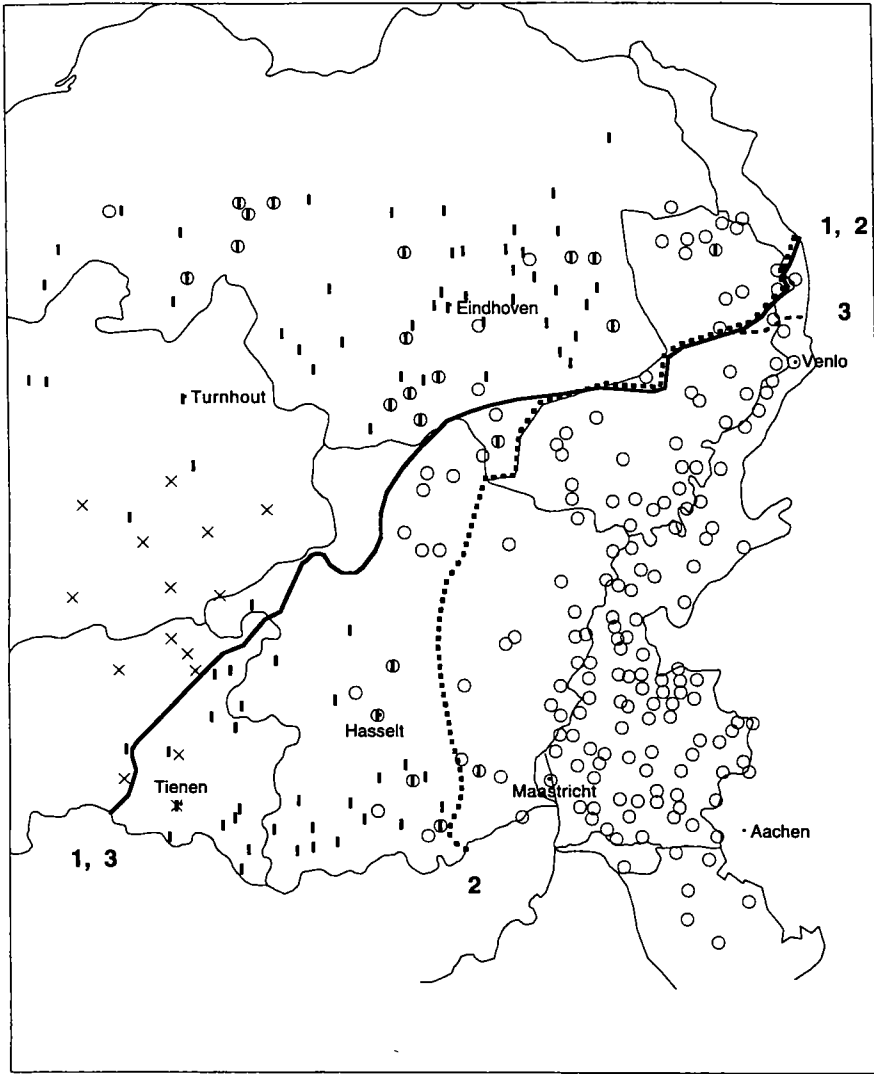 1, 2
Eindhoven
3
Venlo
Turnhout
Hasselt
Tienen
Maastricht
Aachen
1, 3
2